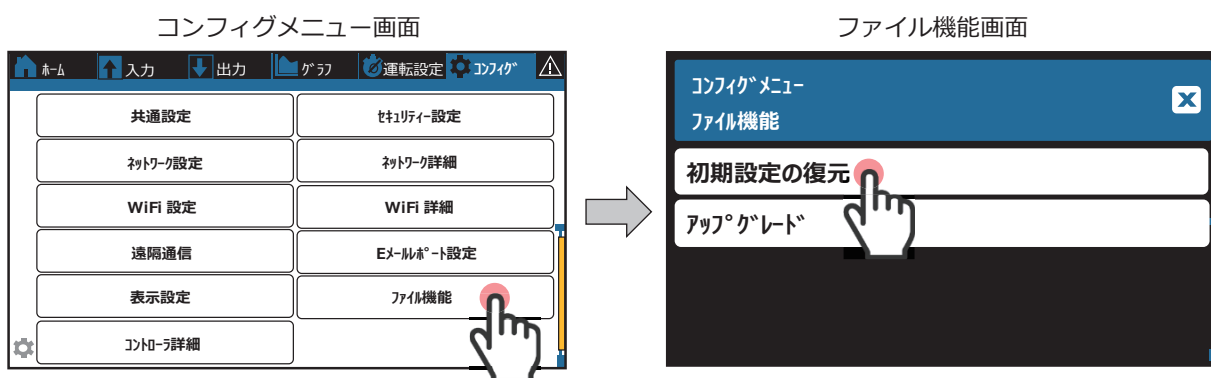 コンフィグメニュー画面
ﾎｰﾑ 入力 出力 ｸﾞﾗﾌ 運転設定 ｺﾝﾌｨｸﾞ
共通設定 ｾｷｭﾘﾃｨｰ設定
ﾈｯﾄﾜｰｸ設定 ﾈｯﾄﾜｰｸ詳細
WiFi 設定 WiFi 詳細
遠隔通信 Eﾒｰﾙﾚﾎﾟｰﾄ設定
表示設定 ﾌｧｲﾙ機能
ｺﾝﾄﾛｰﾗ詳細
ファイル機能画面
ｺﾝﾌｨｸﾞﾒﾆｭｰ
ﾌｧｲﾙ機能
初期設定の復元
ｱｯﾌﾟｸﾞﾚｰﾄﾞ